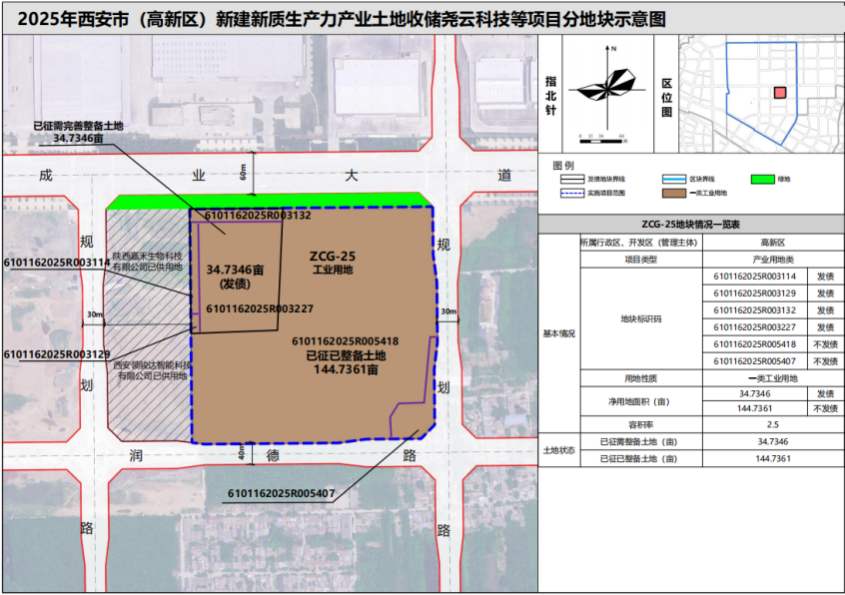 2025年西安市（高新区）新建新质生产力产业土地收储尧云科技等项目分地块示意图
已征需完善整备土地
34.7346亩
成 业 大 道
60m
6101162025R003132
规
6101162025R003114
陕西嘉禾生物科技
有限公司已供用地
34.7346亩
(发债)
ZCG-25
工业用地
规
6101162025R003227
30m
30m
6101162025R005418
已征已整备土地
144.7361亩
6101162025R003129
西安领骏达智能科技
有限公司已供用地
划
划
润 德 路
40m
6101162025R005407
路
路
指北针
N
区位图
图例
发债地块界线
区块界线
绿地
实施项目范围
一类工业用地
ZCG-25地块情况一览表
基本情况
所属行政区、开发区（管理主体） 高新区
项目类型 产业用地类
地块标识码
6101162025R003114 发债
6101162025R003129 发债
6101162025R003132 发债
6101162025R003227 发债
6101162025R005418 不发债
6101162025R005407 不发债
用地性质 一类工业用地
净用地面积（亩） 34.7346 发债
144.7361 不发债
容积率 2.5
土地状态
已征需整备土地（亩） 34.7346
已征已整备土地（亩） 144.7361